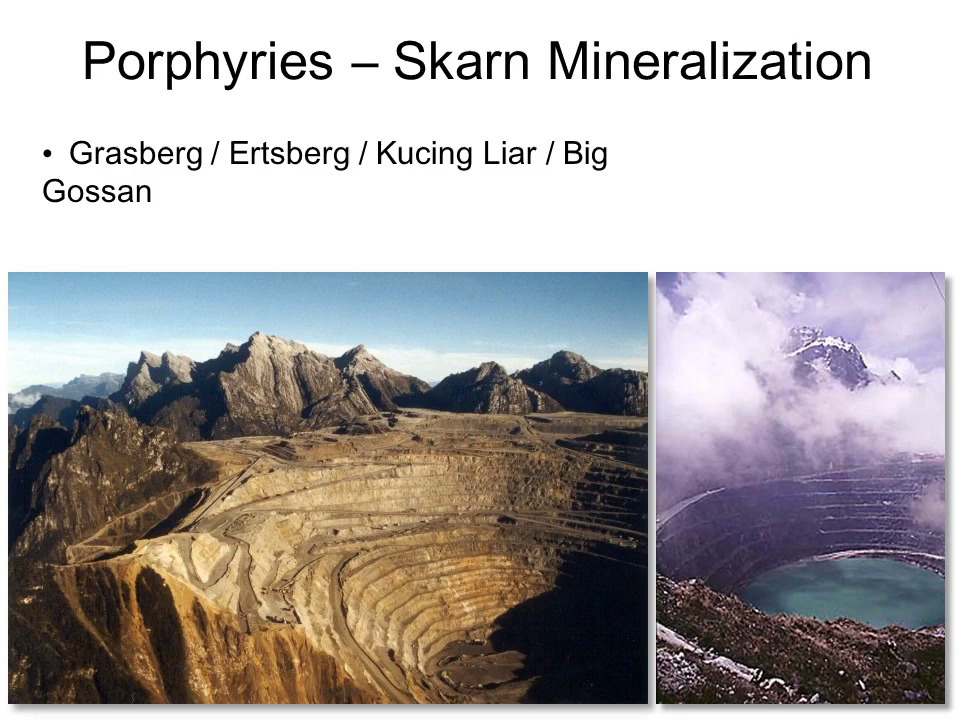 Porphyries – Skarn Mineralization
• Grasberg / Ertsberg / Kucing Liar / Big
Gossan